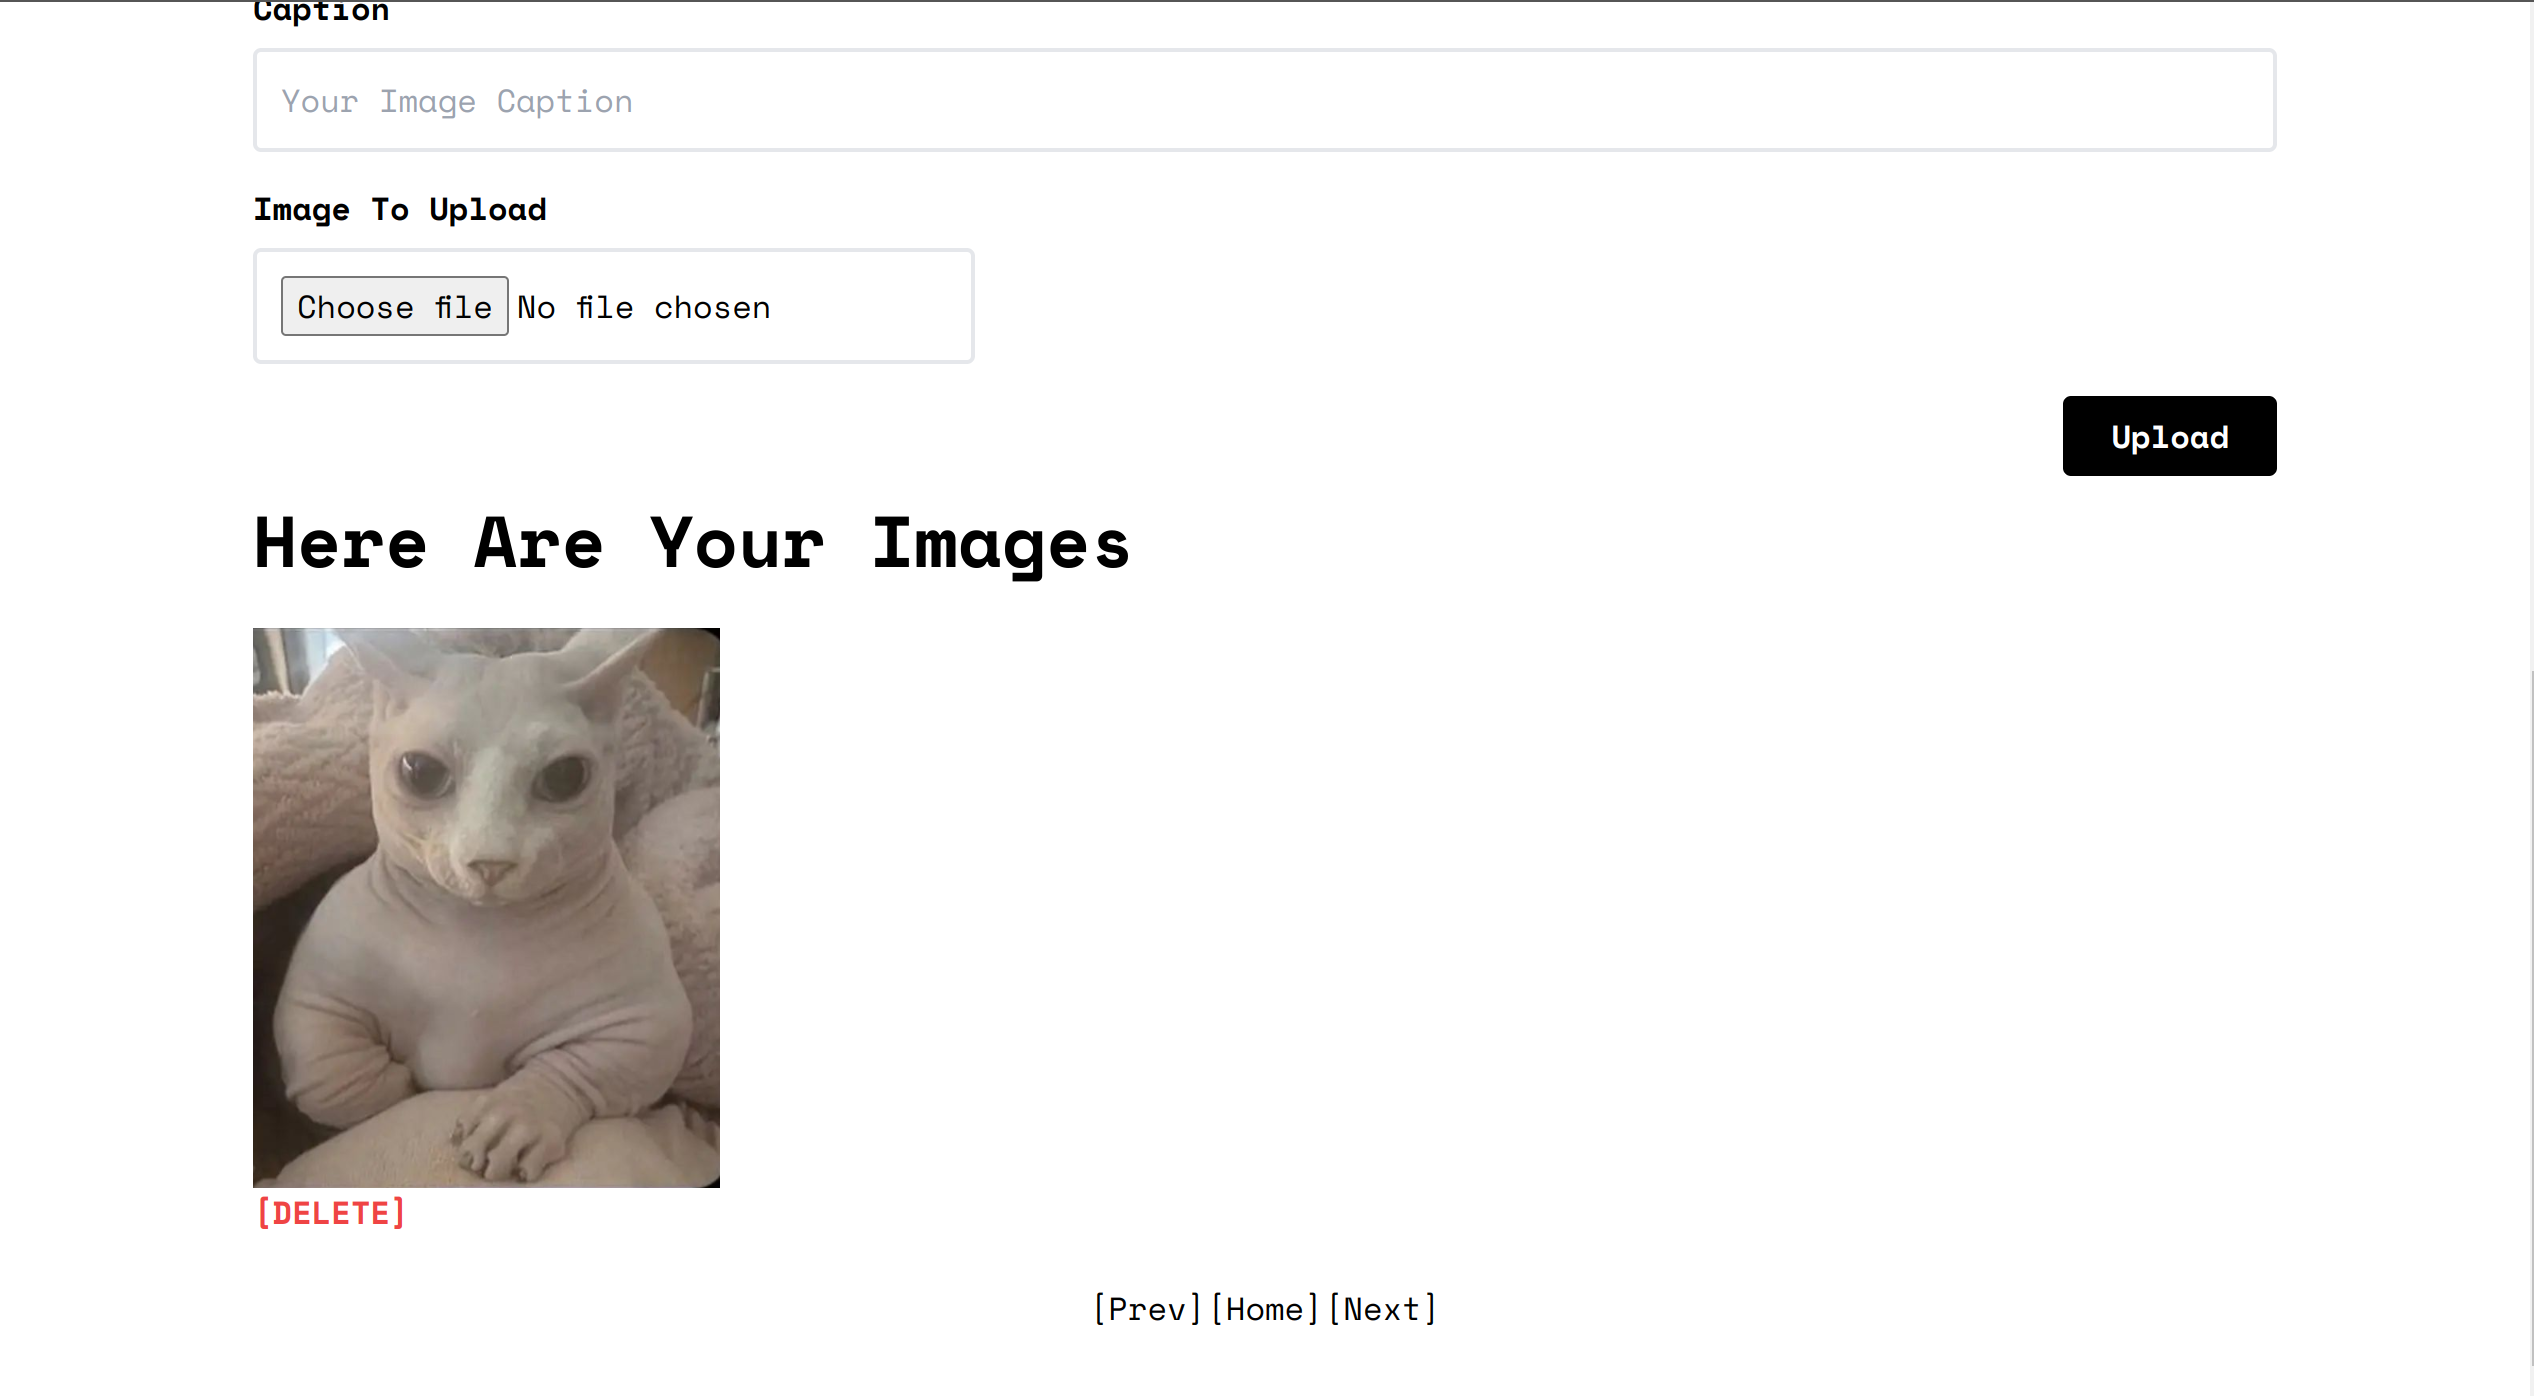 Caption
Your Image Caption
Image To Upload
Choose file No file chosen
Upload
Here Are Your Images
[DELETE]
[Prev][Home][Next]